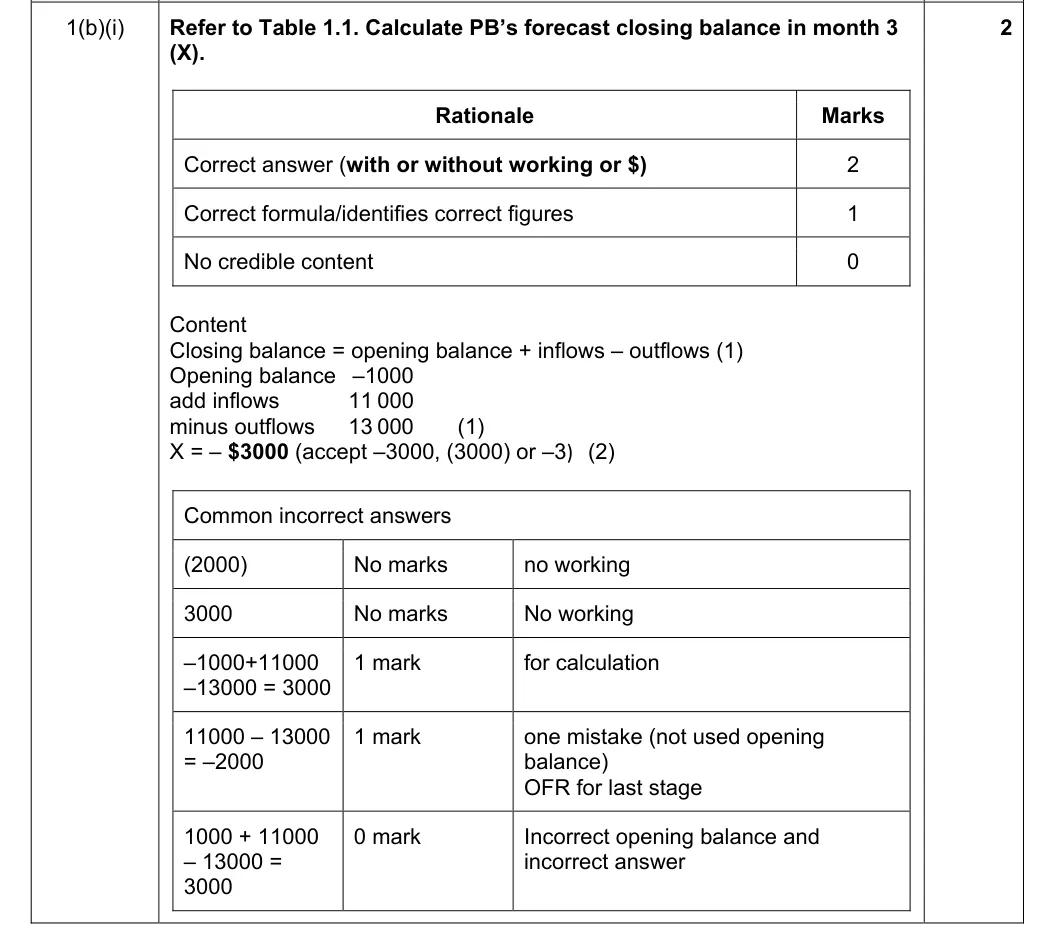 1(b)(i)
Refer to Table 1.1. Calculate PB’s forecast closing balance in month 3
(X).
2
Rationale Marks
Correct answer (with or without working or $) 2
Correct formula/identifies correct figures 1
No credible content 0
Content
Closing balance = opening balance + inflows – outflows (1)
Opening balance –1000
add inflows 11 000
minus outflows 13 000 (1)
X = – $3000 (accept –3000, (3000) or –3) (2)
Common incorrect answers
(2000) No marks no working
3000 No marks No working
–1000+11000 1 mark for calculation
–13000 = 3000
11000 – 13000 1 mark one mistake (not used opening
= –2000 balance)
OFR for last stage
1000 + 11000 0 mark Incorrect opening balance and
– 13000 = incorrect answer
3000